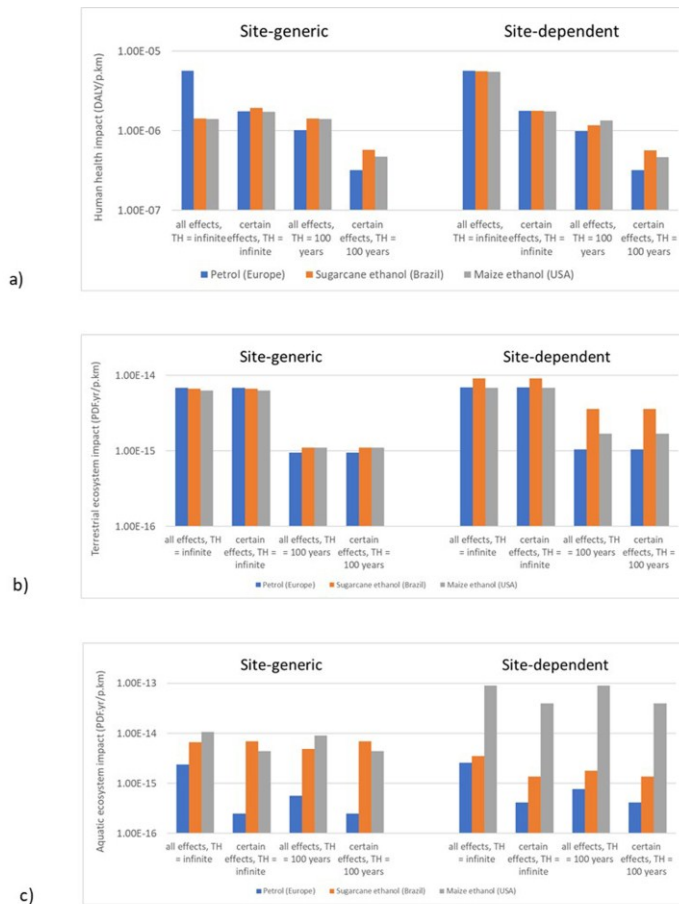 Site-generic
Site-dependent
Human health impact (DALY/p.km)
1.00E-05
1.00E-06
1.00E-07
all effects, TH = infinite
certain effects, TH = infinite
all effects, TH = 100 years
certain effects, TH = 100 years
all effects, TH = infinite
certain effects, TH = infinite
all effects, TH = 100 years
certain effects, TH = 100 years
Petrol (Europe) Sugarcane ethanol (Brazil) Maize ethanol (USA)
a)
Site-generic
Site-dependent
Terrestrial ecosystem impact (PDF.yr/p.km)
1.00E-14
1.00E-15
1.00E-16
all effects, TH = infinite
certain effects, TH = infinite
all effects, TH = 100 years
certain effects, TH = 100 years
all effects, TH = infinite
certain effects, TH = infinite
all effects, TH = 100 years
certain effects, TH = 100 years
Petrol (Europe) Sugarcane ethanol (Brazil) Maize ethanol (USA)
b)
Site-generic
Site-dependent
Aquatic ecosystem impact (PDF.yr/p.km)
1.00E-13
1.00E-14
1.00E-15
1.00E-16
all effects, TH = infinite
certain effects, TH = infinite
all effects, TH = 100 years
certain effects, TH = 100 years
all effects, TH = infinite
certain effects, TH = infinite
all effects, TH = 100 years
certain effects, TH = 100 years
Petrol (Europe) Sugarcane ethanol (Brazil) Maize ethanol (USA)
c)